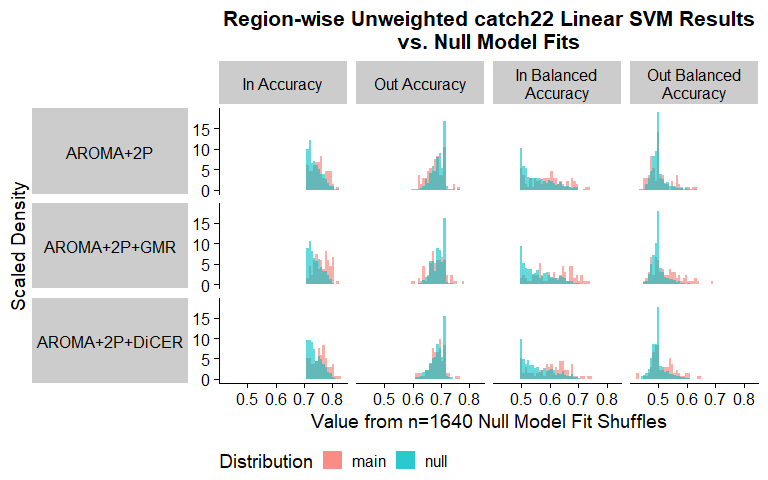 Region-wise Unweighted catch22 Linear SVM Results
vs. Null Model Fits
In Accuracy
Out Accuracy
In Balanced
Accuracy
Out Balanced
Accuracy
Scaled Density
AROMA+2P
15
10
5
0
AROMA+2P+GMR
15
10
5
0
AROMA+2P+DiCER
15
10
5
0
0.5 0.6 0.7 0.8 0.5 0.6 0.7 0.8 0.5 0.6 0.7 0.8 0.5 0.6 0.7 0.8
Value from n=1640 Null Model Fit Shuffles
Distribution main null